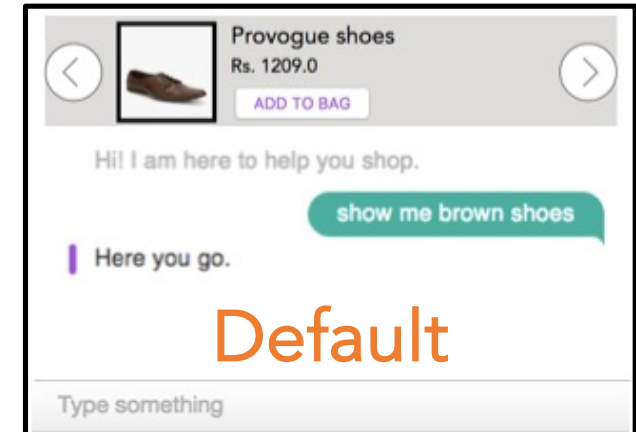 Provogue shoes
Rs. 1209.0
ADD TO BAG
Hi! I am here to help you shop.
show me brown shoes
Here you go.
Default
Type something